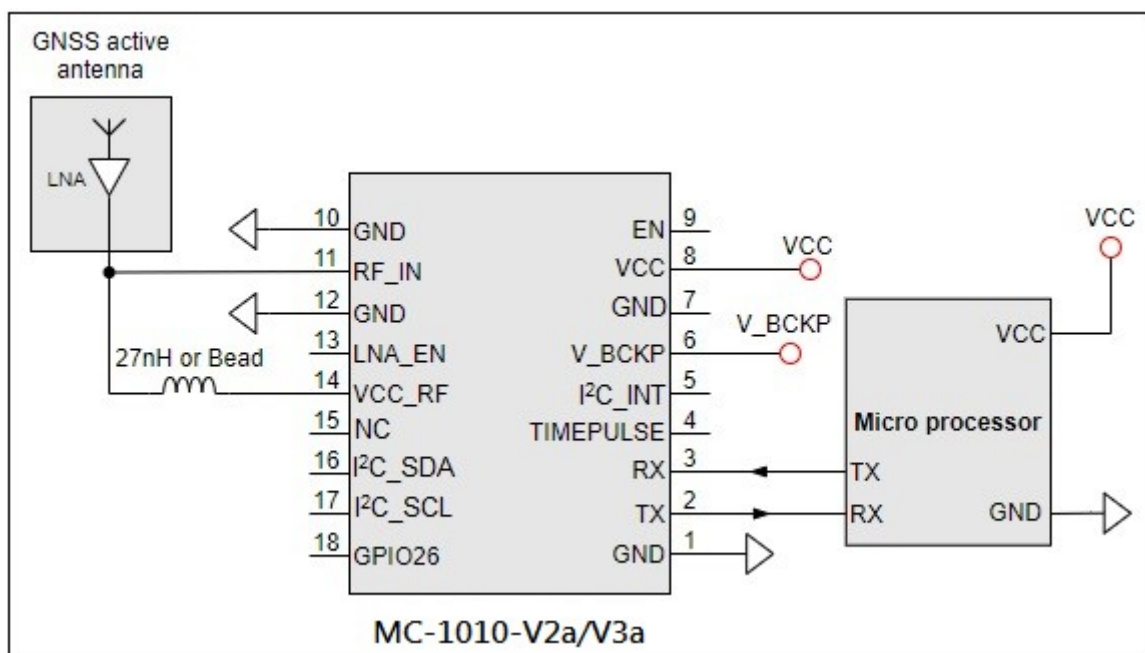 GNSS active
antenna
LNA
27nH or Bead
10 GND
11 RF_IN
12 GND
13 LNA_EN
14 VCC_RF
15 NC
16 I²C_SDA
17 I²C_SCL
18 GPIO26
EN 9
VCC 8
GND 7
V_BCKP 6
I²C_INT 5
TIMEPULSE 4
RX 3
TX 2
GND 1
VCC
V_BCKP
VCC
VCC
Micro processor
TX
RX
GND
MC-1010-V2a/V3a